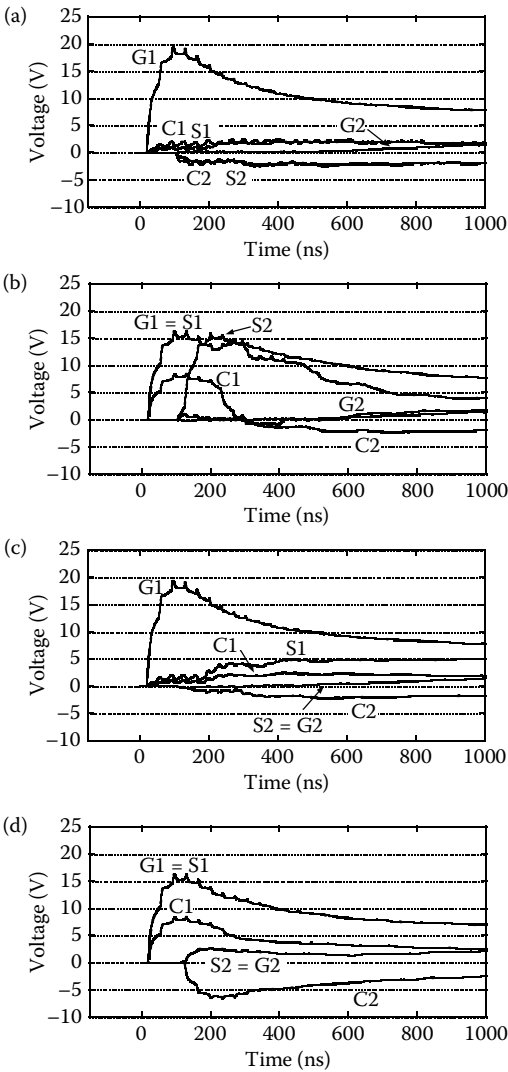 (a)
25
20
15
10
5
0
−5
−10
Voltage (V)
G1
C1
S1
G2
C2
S2
0
200
400
600
800
1000
Time (ns)
(b)
25
20
15
10
5
0
−5
−10
Voltage (V)
G1 = S1
S2
C1
G2
C2
0
200
400
600
800
1000
Time (ns)
(c)
25
20
15
10
5
0
−5
−10
Voltage (V)
G1
C1
S1
S2 = G2
C2
0
200
400
600
800
1000
Time (ns)
(d)
25
20
15
10
5
0
−5
−10
Voltage (V)
G1 = S1
C1
S2 = G2
C2
0
200
400
600
800
1000
Time (ns)